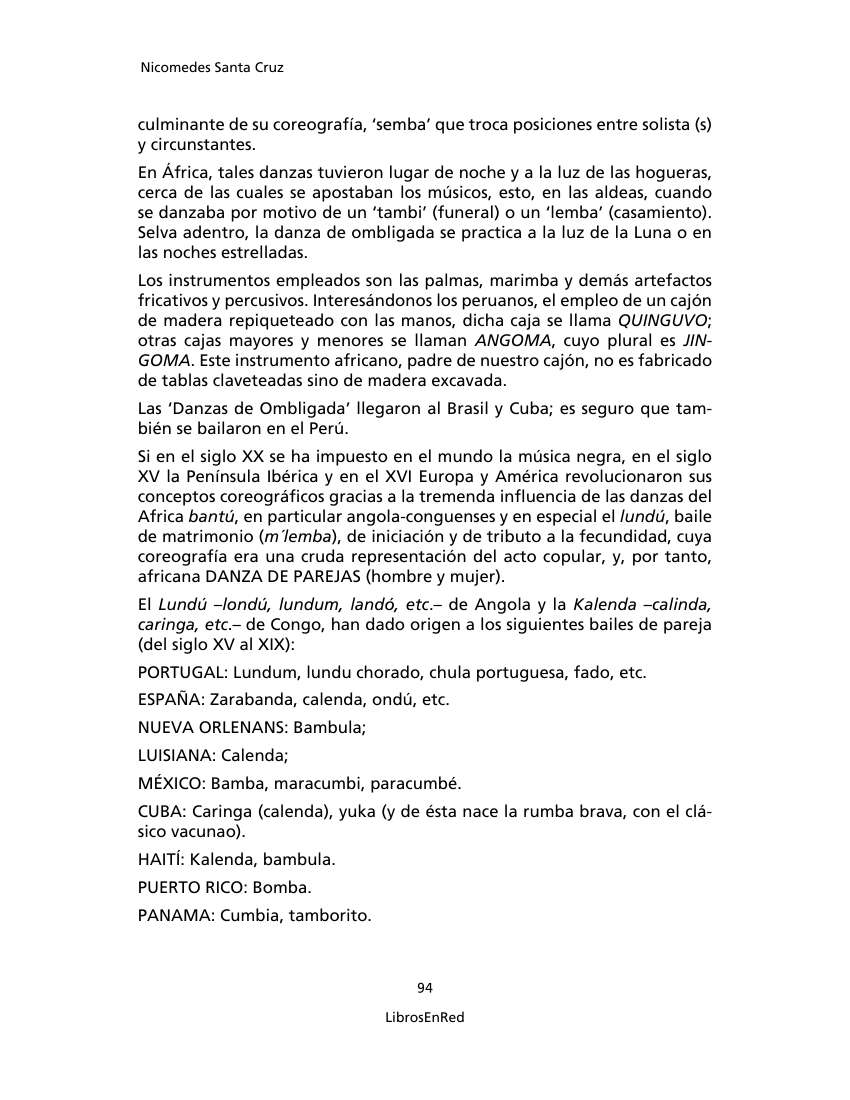 Nicomedes Santa Cruz
culminante de su coreografía, ‘semba’ que troca posiciones entre solista (s)
y circunstantes.
En África, tales danzas tuvieron lugar de noche y a la luz de las hogueras,
cerca de las cuales se apostaban los músicos, esto, en las aldeas, cuando
se danzaba por motivo de un ‘tambi’ (funeral) o un ‘lemba’ (casamiento).
Selva adentro, la danza de ombligada se practica a la luz de la Luna o en
las noches estrelladas.
Los instrumentos empleados son las palmas, marimba y demás artefactos
fricativos y percusivos. Interesándonos los peruanos, el empleo de un cajón
de madera repiqueteado con las manos, dicha caja se llama QUINGUVO;
otras cajas mayores y menores se llaman ANGOMA, cuyo plural es JIN-
GOMA. Este instrumento africano, padre de nuestro cajón, no es fabricado
de tablas claveteadas sino de madera excavada.
Las ‘Danzas de Ombligada’ llegaron al Brasil y Cuba; es seguro que tam-
bién se bailaron en el Perú.
Si en el siglo XX se ha impuesto en el mundo la música negra, en el siglo
XV la Península Ibérica y en el XVI Europa y América revolucionaron sus
conceptos coreográficos gracias a la tremenda influencia de las danzas del
Africa bantú, en particular angola-conguenses y en especial el lundú, baile
de matrimonio (m´lemba), de iniciación y de tributo a la fecundidad, cuya
coreografía era una cruda representación del acto copular, y, por tanto,
africana DANZA DE PAREJAS (hombre y mujer).
El Lundú –londú, lundum, landó, etc.– de Angola y la Kalenda –calinda,
caringa, etc.– de Congo, han dado origen a los siguientes bailes de pareja
(del siglo XV al XIX):
PORTUGAL: Lundum, lundu chorado, chula portuguesa, fado, etc.
ESPAÑA: Zarabanda, calenda, ondú, etc.
NUEVA ORLENANS: Bambula;
LUISIANA: Calenda;
MÉXICO: Bamba, maracumbi, paracumbé.
CUBA: Caringa (calenda), yuka (y de ésta nace la rumba brava, con el clá-
sico vacunao).
HAITÍ: Kalenda, bambula.
PUERTO RICO: Bomba.
PANAMA: Cumbia, tamborito.
94
LibrosEnRed